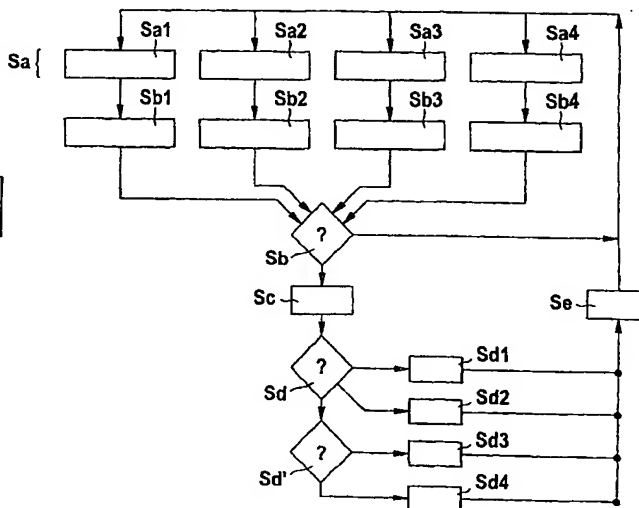 Sa{ Sa1 Sa2 Sa3 Sa4
Sb1 Sb2 Sb3 Sb4
?
Sb
Sc Se
?
Sd Sd1
Sd2
?
Sd' Sd3
Sd4